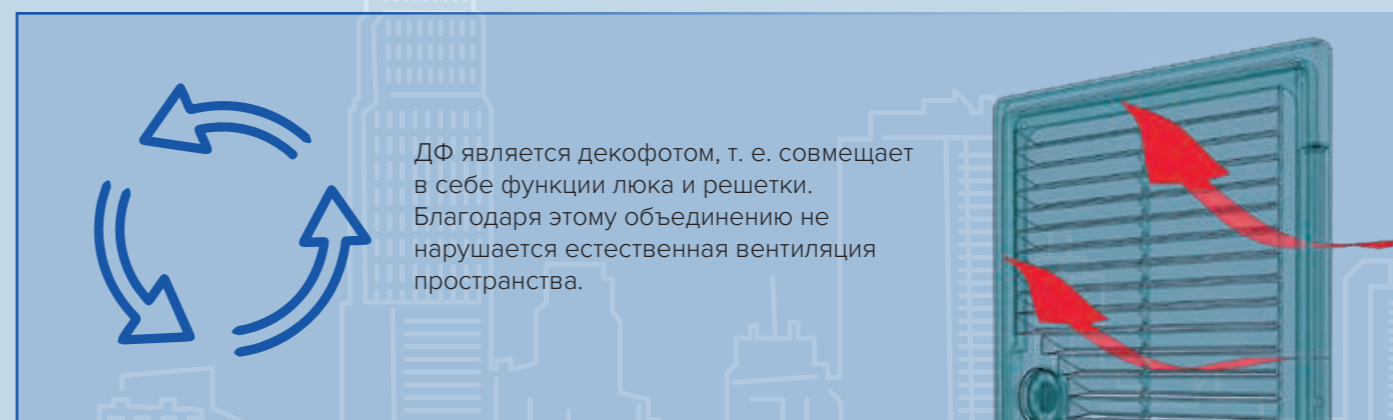 ДФ является декофотом, т. е. совмещает
в себе функции люка и решетки.
Благодаря этому объединению не
нарушается естественная вентиляция
пространства.